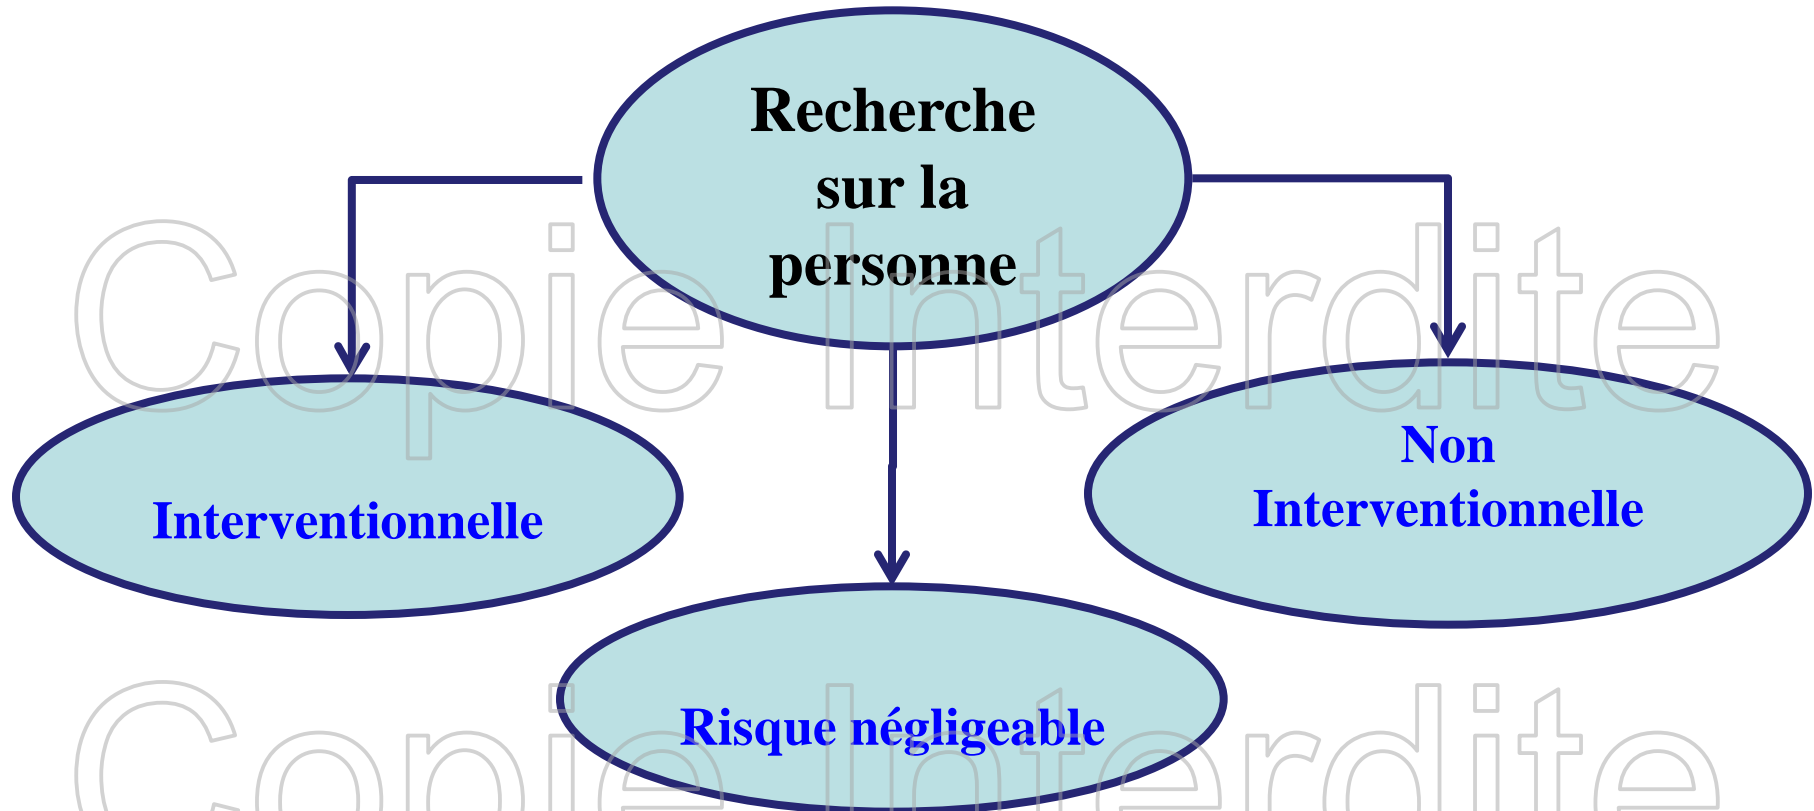 Recherche
sur la
personne
Copie Interdite
Non
Interventionnelle
Interventionnelle
Risque négligeable
Copie Interdite